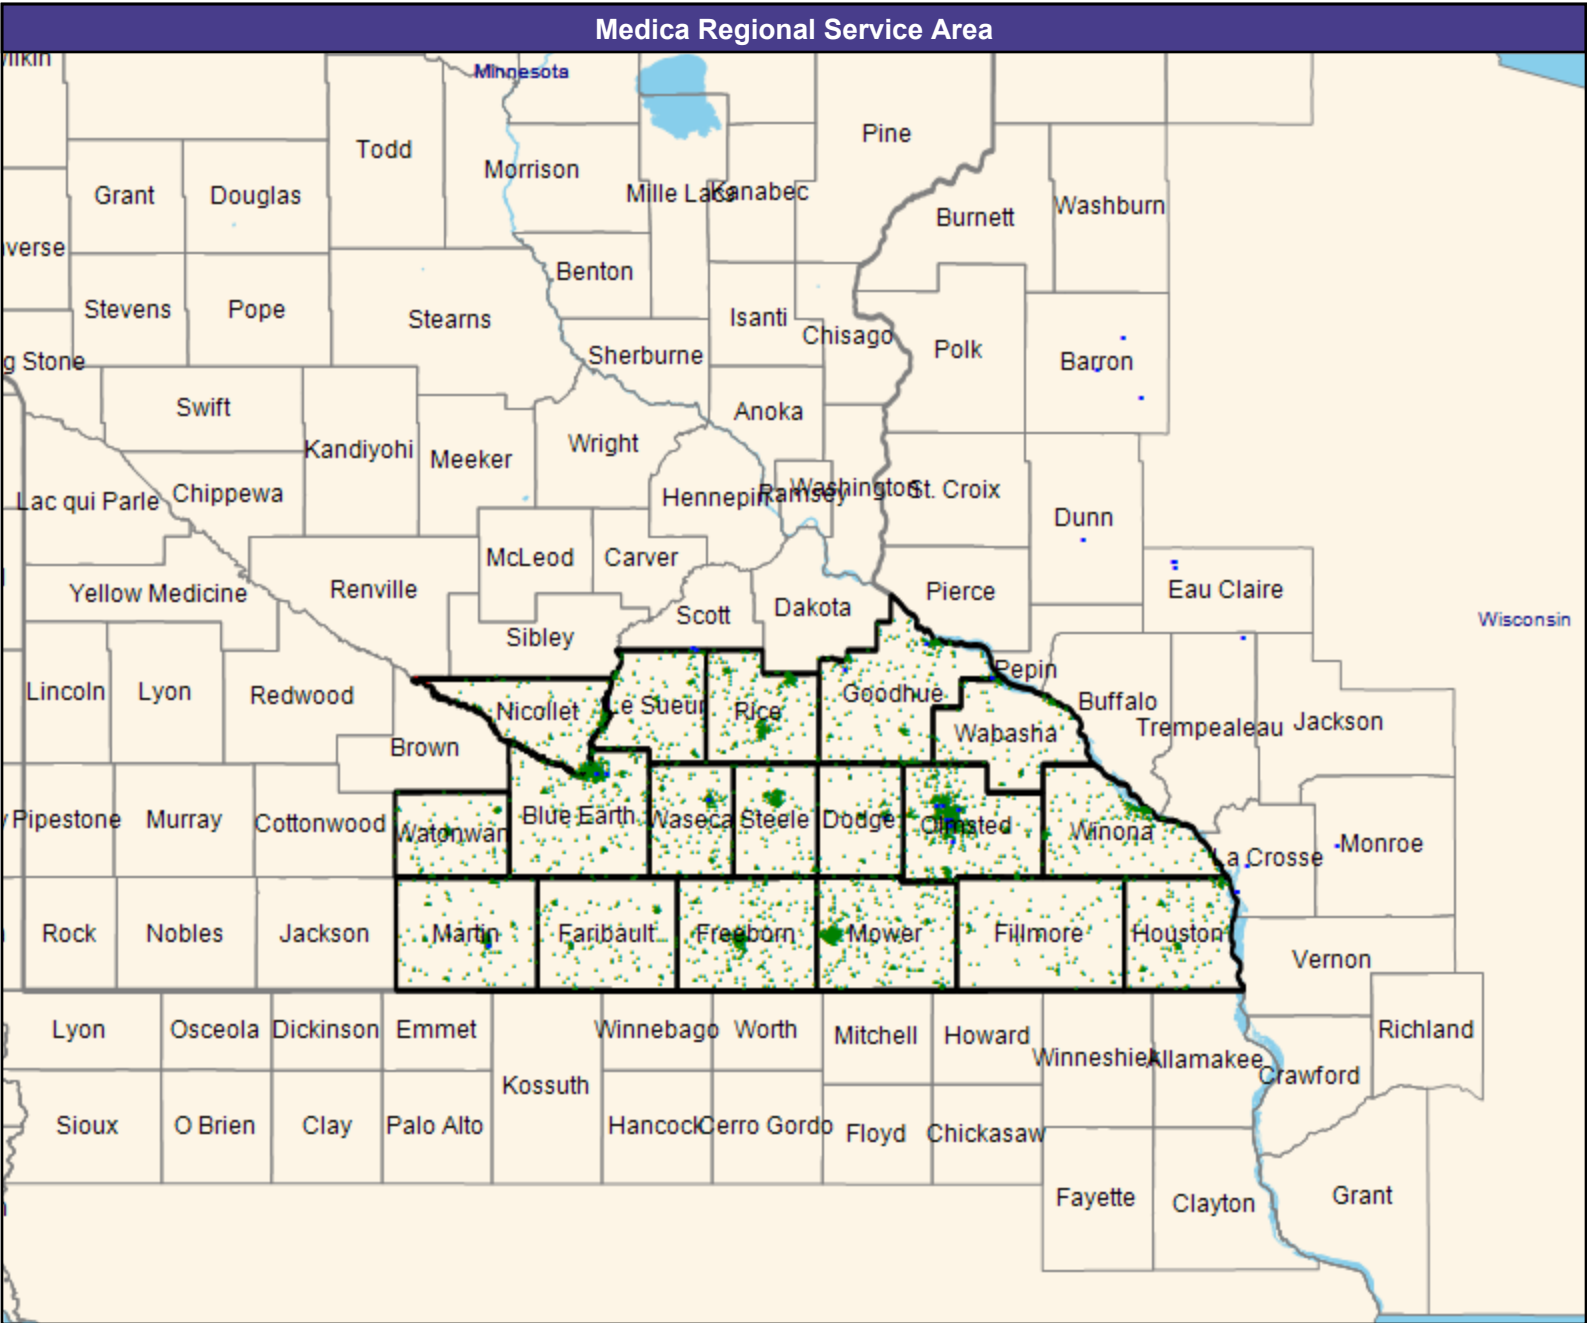 Medica Regional Service Area
Minnesota
Todd
Pine
Morrison
Grant
Douglas
Mille Lacs
Kanabec
Burnett
Washburn
verse
Benton
Stevens
Pope
Stearns
Isanti
Chisago
Polk
Sherburne
Barron
g Stone
Swift
Anoka
Kandiyohi
Meeker
Wright
Lac qui Parle
Chippewa
Hennepin
Ramsey
Washington
St. Croix
Dunn
McLeod
Carver
Yellow Medicine
Renville
Pierce
Eau Claire
Scott
Dakota
Wisconsin
Sibley
Pepin
Lincoln
Lyon
Redwood
Nicollet
Le Sueur
Rice
Goodhue
Buffalo
Trempealeau
Jackson
Brown
Wabasha
Pipestone
Murray
Cottonwood
Watonwan
Blue Earth
Waseca
Steele
Dodge
Olmsted
Winona
La Crosse
Monroe
Rock
Nobles
Jackson
Martin
Faribault
Freeborn
Mower
Fillmore
Houston
Vernon
Lyon
Osceola
Dickinson
Emmet
Winnebago
Worth
Mitchell
Howard
Richland
Kossuth
Winneshiek
Allamakee
Crawford
Sioux
O Brien
Clay
Palo Alto
Hancock
Cerro Gordo
Floyd
Chickasaw
Fayette
Clayton
Grant